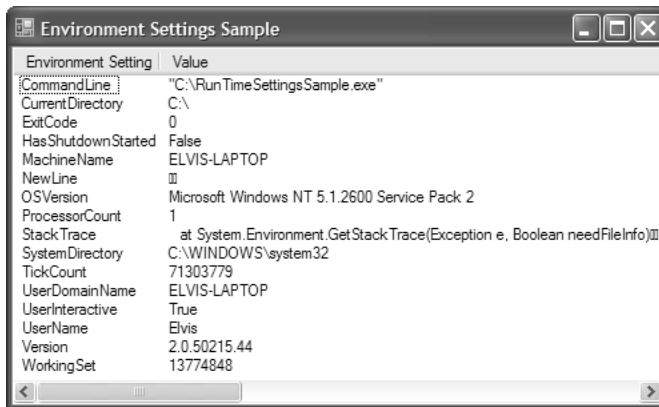 Environment Settings Sample
Environment Setting Value
CommandLine "C:\RunTimeSettingsSample.exe"
CurrentDirectory C:\
ExitCode 0
HasShutdownStarted False
MachineName ELVIS-LAPTOP
NewLine ▯▯
OSVersion Microsoft Windows NT 5.1.2600 Service Pack 2
ProcessorCount 1
StackTrace at System.Environment.GetStackTrace(Exception e, Boolean needFileInfo)▯▯
SystemDirectory C:\WINDOWS\system32
TickCount 71303779
UserDomainName ELVIS-LAPTOP
UserInteractive True
UserName Elvis
Version 2.0.50215.44
WorkingSet 13774848